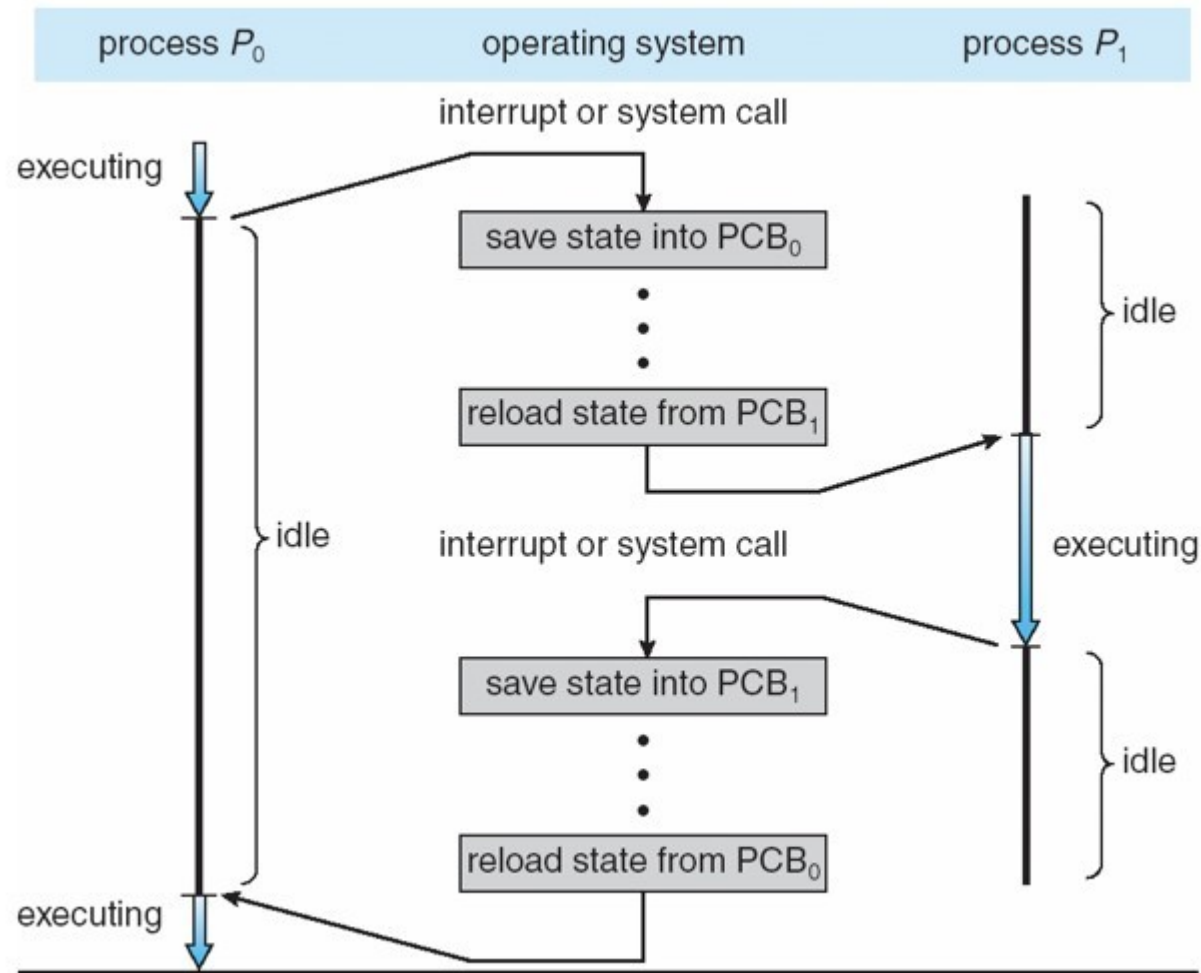 process P₀
operating system
process P₁
interrupt or system call
executing
save state into PCB₀
idle
reload state from PCB₁
idle
interrupt or system call
executing
save state into PCB₁
idle
reload state from PCB₀
executing